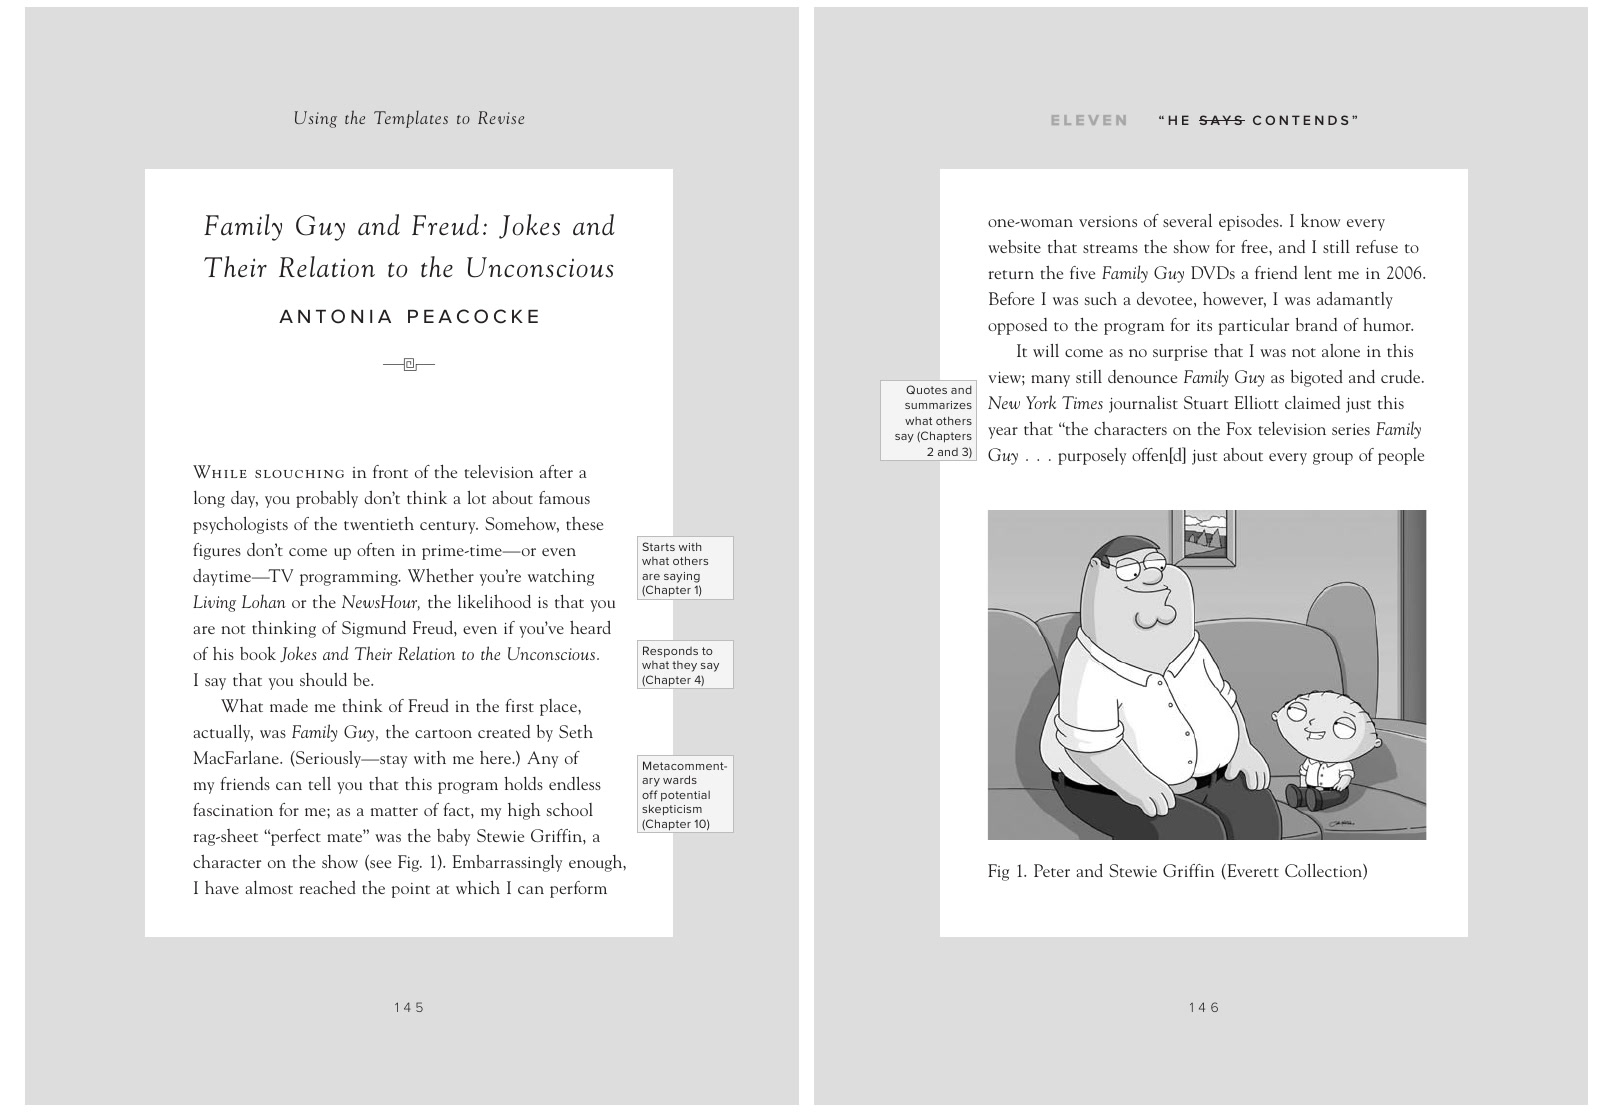 Using the Templates to Revise
Family Guy and Freud: Jokes and
Their Relation to the Unconscious
ANTONIA PEACOCKE
WHILE SLOUCHING in front of the television after a
long day, you probably don’t think a lot about famous
psychologists of the twentieth century. Somehow, these
figures don’t come up often in prime-time—or even
daytime—TV programming. Whether you’re watching
Living Lohan or the NewsHour, the likelihood is that you
are not thinking of Sigmund Freud, even if you’ve heard
of his book Jokes and Their Relation to the Unconscious.
I say that you should be.
What made me think of Freud in the first place,
actually, was Family Guy, the cartoon created by Seth
MacFarlane. (Seriously—stay with me here.) Any of
my friends can tell you that this program holds endless
fascination for me; as a matter of fact, my high school
rag-sheet “perfect mate” was the baby Stewie Griffin, a
character on the show (see Fig. 1). Embarrassingly enough,
I have almost reached the point at which I can perform
Starts with
what others
are saying
(Chapter 1)
Responds to
what they say
(Chapter 4)
Metacomment-
ary wards
off potential
skepticism
(Chapter 10)
145
ELEVEN “HE SAYS CONTENDS”
one-woman versions of several episodes. I know every
website that streams the show for free, and I still refuse to
return the five Family Guy DVDs a friend lent me in 2006.
Before I was such a devotee, however, I was adamantly
opposed to the program for its particular brand of humor.
It will come as no surprise that I was not alone in this
view; many still denounce Family Guy as bigoted and crude.
New York Times journalist Stuart Elliott claimed just this
year that “the characters on the Fox television series Family
Guy . . . purposely offen[d] just about every group of people
Quotes and
summarizes
what others
say (Chapters
2 and 3)
Fig 1. Peter and Stewie Griffin (Everett Collection)
146